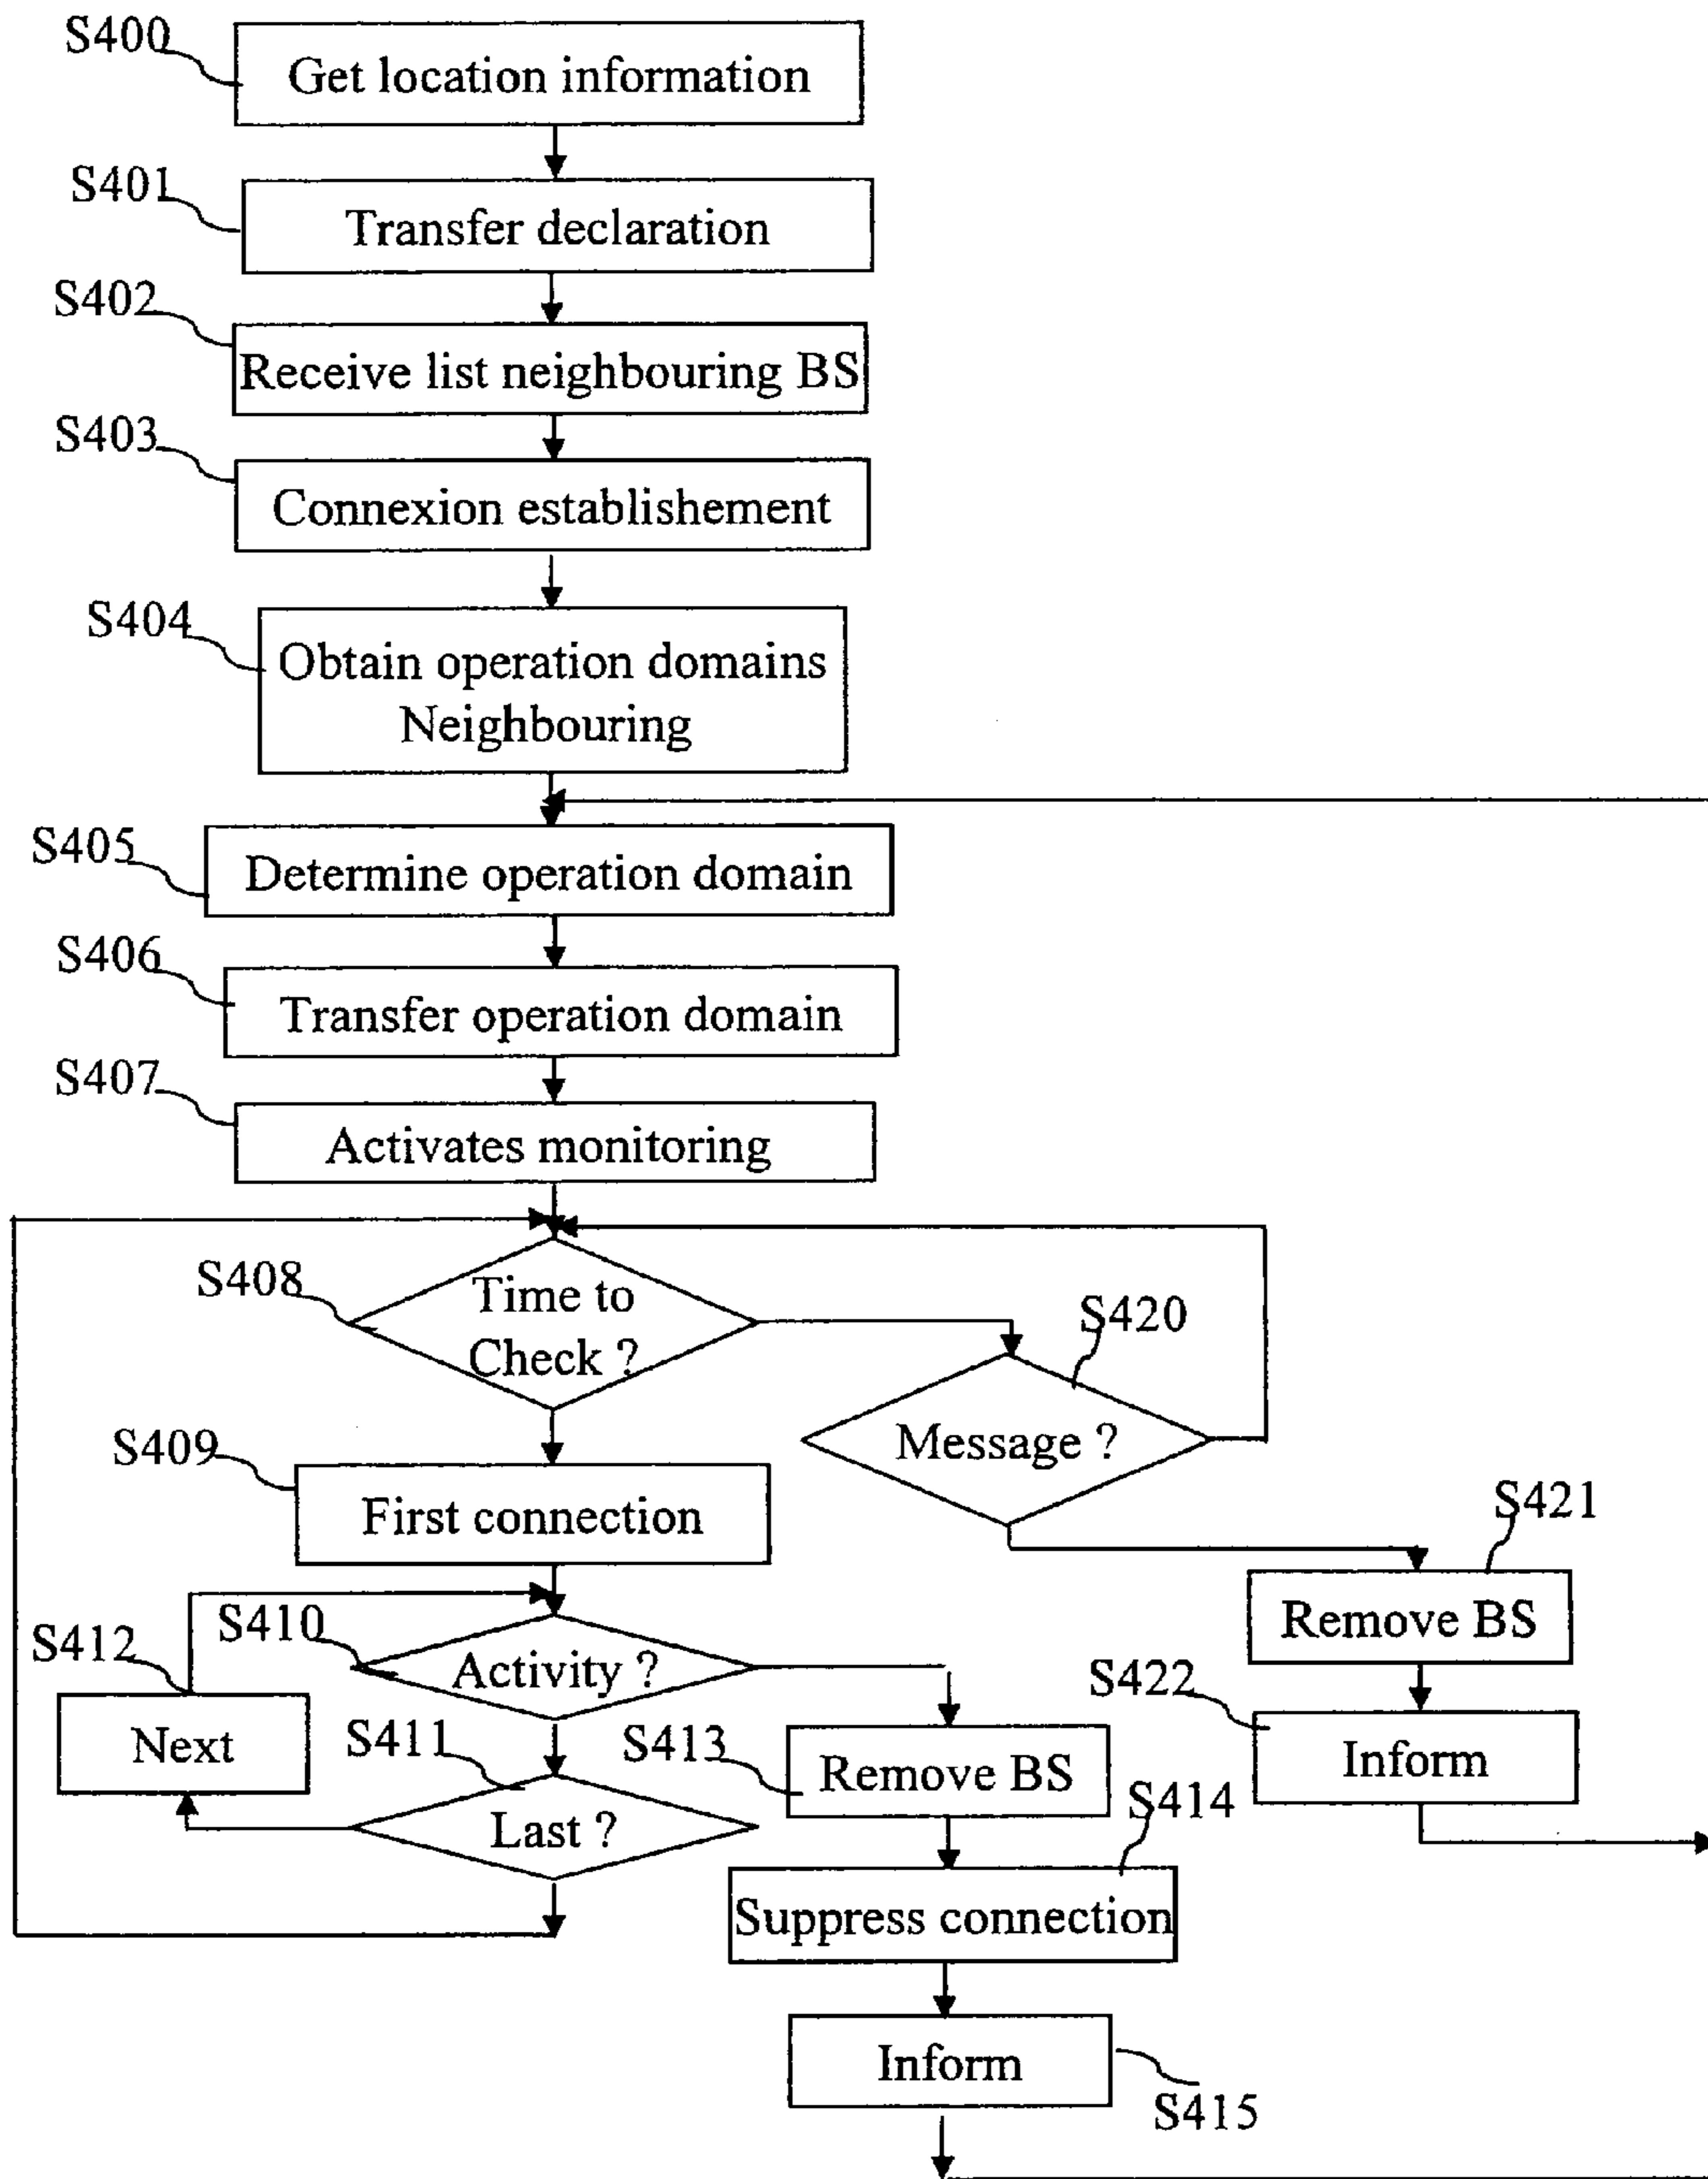 S400
Get location information
S401
Transfer declaration
S402
Receive list neighbouring BS
S403
Connexion establishement
S404
Obtain operation domains
Neighbouring
S405
Determine operation domain
S406
Transfer operation domain
S407
Activates monitoring
S408
Time to
Check ?
S420
Message ?
S409
First connection
S421
Remove BS
S410
Activity ?
S412
Next
S422
Inform
S411
Last ?
S413
Remove BS
S414
Suppress connection
Inform
S415